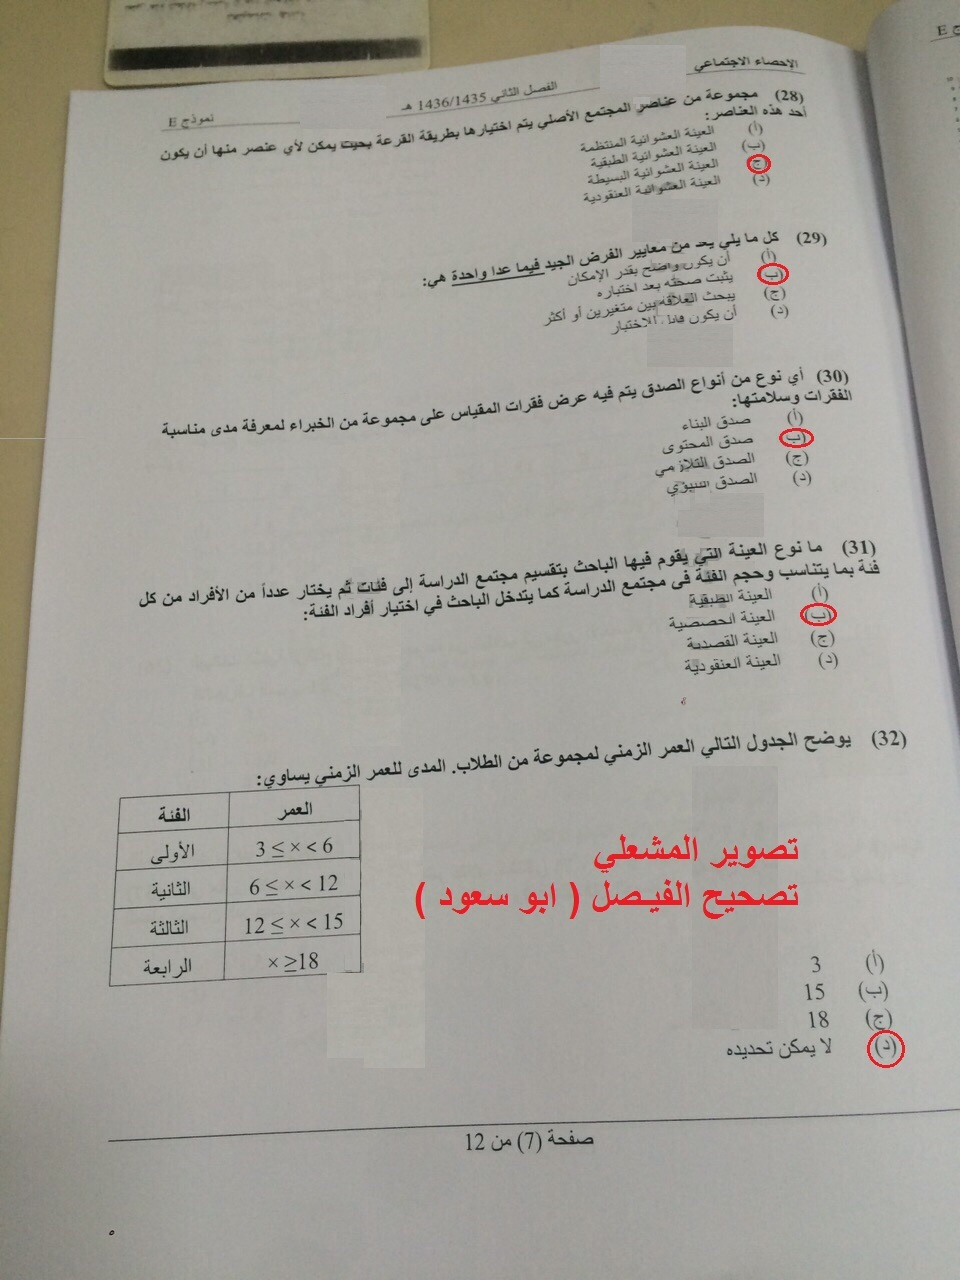 الإحصاء الاجتماعي
الفصل الثاني 1436/1435 هـ
نموذج E
(28) مجموعة من عناصر المجتمع الأصلي يتم اختيارها بطريقة القرعة بحيث يمكن لأي عنصر منها أن يكون
أحد هذه العناصر:
(أ) العينة العشوائية المنتظمة
(ب) العينة العشوائية الطبقية
(ج) العينة العشوائية البسيطة
(د) العينة العشوائية العنقودية
(29) كل ما يلي يعد من معايير الفرض الجيد فيما عدا واحدة هي:
(أ) أن يكون واضح بقدر الإمكان
(ب) يثبت صحته بعد اختباره
(ج) يبحث العلاقة بين متغيرين أو أكثر
(د) أن يكون قابل للاختبار
(30) أي نوع من أنواع الصدق يتم فيه عرض فقرات المقياس على مجموعة من الخبراء لمعرفة مدى مناسبة
الفقرات وسلامتها:
(أ) صدق البناء
(ب) صدق المحتوى
(ج) الصدق التلازمي
(د) الصدق التنبؤي
(31) ما نوع العينة التي يقوم فيها الباحث بتقسيم مجتمع الدراسة إلى فئات ثم يختار عدداً من الأفراد من كل
فئة بما يتناسب وحجم الفئة في مجتمع الدراسة كما يتدخل الباحث في اختيار أفراد الفئة:
(أ) العينة الطبقية
(ب) العينة الحصصية
(ج) العينة القصدية
(د) العينة العنقودية
(32) يوضح الجدول التالي العمر الزمني لمجموعة من الطلاب. المدى للعمر الزمني يساوي:
العمر الفئة
3 ≤ × < 6 الأولى
6 ≤ × < 12 الثانية
12 ≤ × < 15 الثالثة
× ≥18 الرابعة
تصوير المشعلي
تصحيح الفيصل ( ابو سعود )
(أ) 3
(ب) 15
(ج) 18
(د) لا يمكن تحديده
صفحة (7) من 12